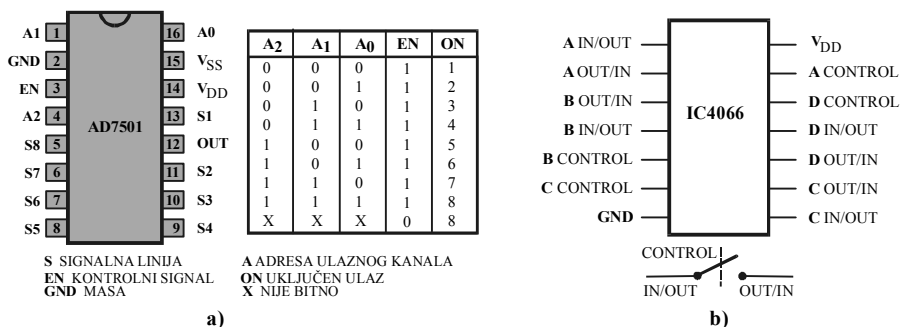 A1 1 16 A0
GND 2 15 VSS
EN 3 14 VDD
A2 4 13 S1
AD7501
S8 5 12 OUT
S7 6 11 S2
S6 7 10 S3
S5 8 9 S4
A2 A1 A0 EN ON
0 0 0 1 1
0 0 1 1 2
0 1 0 1 3
0 1 1 1 4
1 0 0 1 5
1 0 1 1 6
1 1 0 1 7
1 1 1 1 8
X X X 0 8
S SIGNALNA LINIJA
EN KONTROLNI SIGNAL
GND MASA
A ADRESA ULAZNOG KANALA
ON UKLJUČEN ULAZ
X NIJE BITNO
a)
A IN/OUT VDD
A OUT/IN A CONTROL
B OUT/IN IC4066 D CONTROL
B IN/OUT D IN/OUT
B CONTROL D OUT/IN
C CONTROL C OUT/IN
GND C IN/OUT
CONTROL
IN/OUT OUT/IN
b)